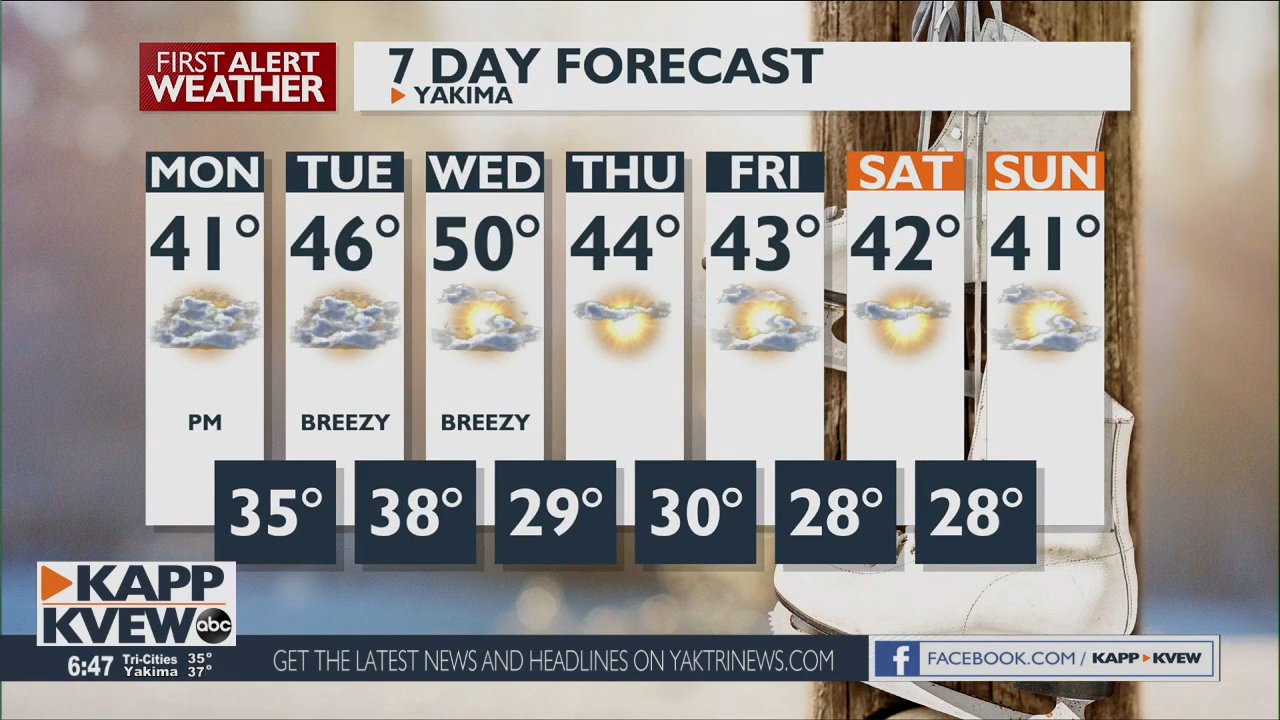 FIRST ALERT
WEATHER
7 DAY FORECAST
YAKIMA
MON TUE WED THU FRI SAT SUN
41° 46° 50° 44° 43° 42° 41°
PM BREEZY BREEZY
35° 38° 29° 30° 28° 28°
KAPP
KVEW abc
6:47 Tri-Cities 35°
Yakima 37°
GET THE LATEST NEWS AND HEADLINES ON YAKTRINEWS.COM
f FACEBOOK.COM / KAPP KVEW